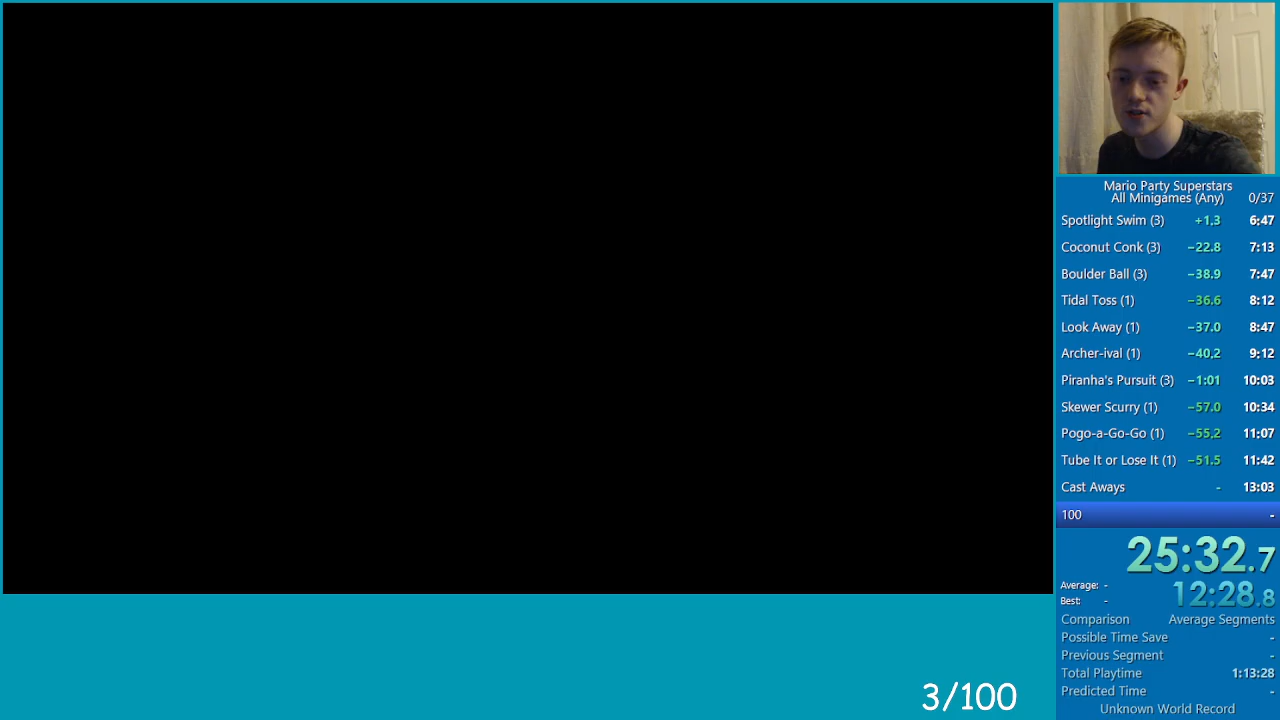 Mario Party Superstars
All Minigames (Any) 0/37
Spotlight Swim (3) +1.3 6:47
Coconut Conk (3) −22.8 7:13
Boulder Ball (3) −38.9 7:47
Tidal Toss (1) −36.6 8:12
Look Away (1) −37.0 8:47
Archer-ival (1) −40.2 9:12
Piranha's Pursuit (3) −1:01 10:03
Skewer Scurry (1) −57.0 10:34
Pogo-a-Go-Go (1) −55.2 11:07
Tube It or Lose It (1) −51.5 11:42
Cast Aways - 13:03
100 -
25:32.7
Average: -
Best: - 12:28.8
Comparison Average Segments
Possible Time Save -
Previous Segment -
Total Playtime 1:13:28
Predicted Time -
Unknown World Record
3/100